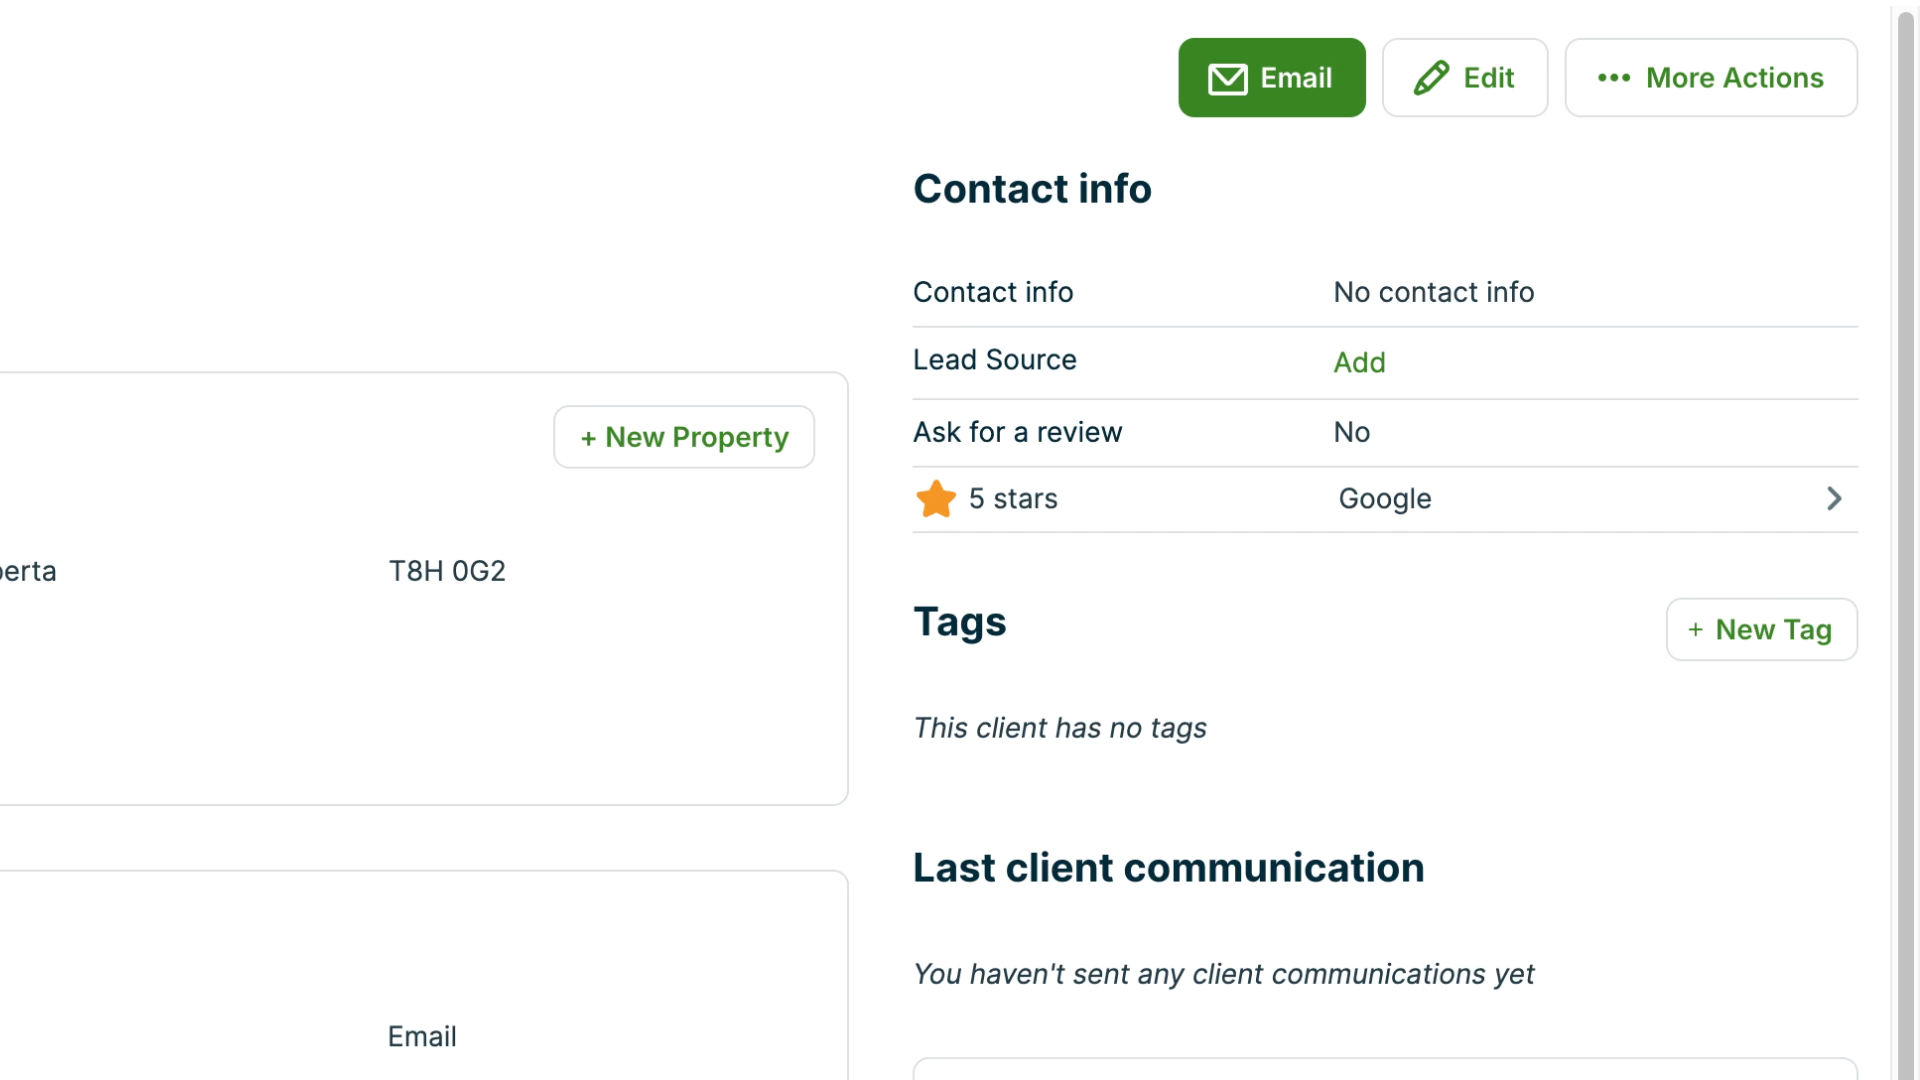 Email
Edit
More Actions
Contact info
Contact info No contact info
Lead Source Add
Ask for a review No
5 stars Google
+ New Property
T8H 0G2
Tags
+ New Tag
This client has no tags
Last client communication
You haven't sent any client communications yet
Email